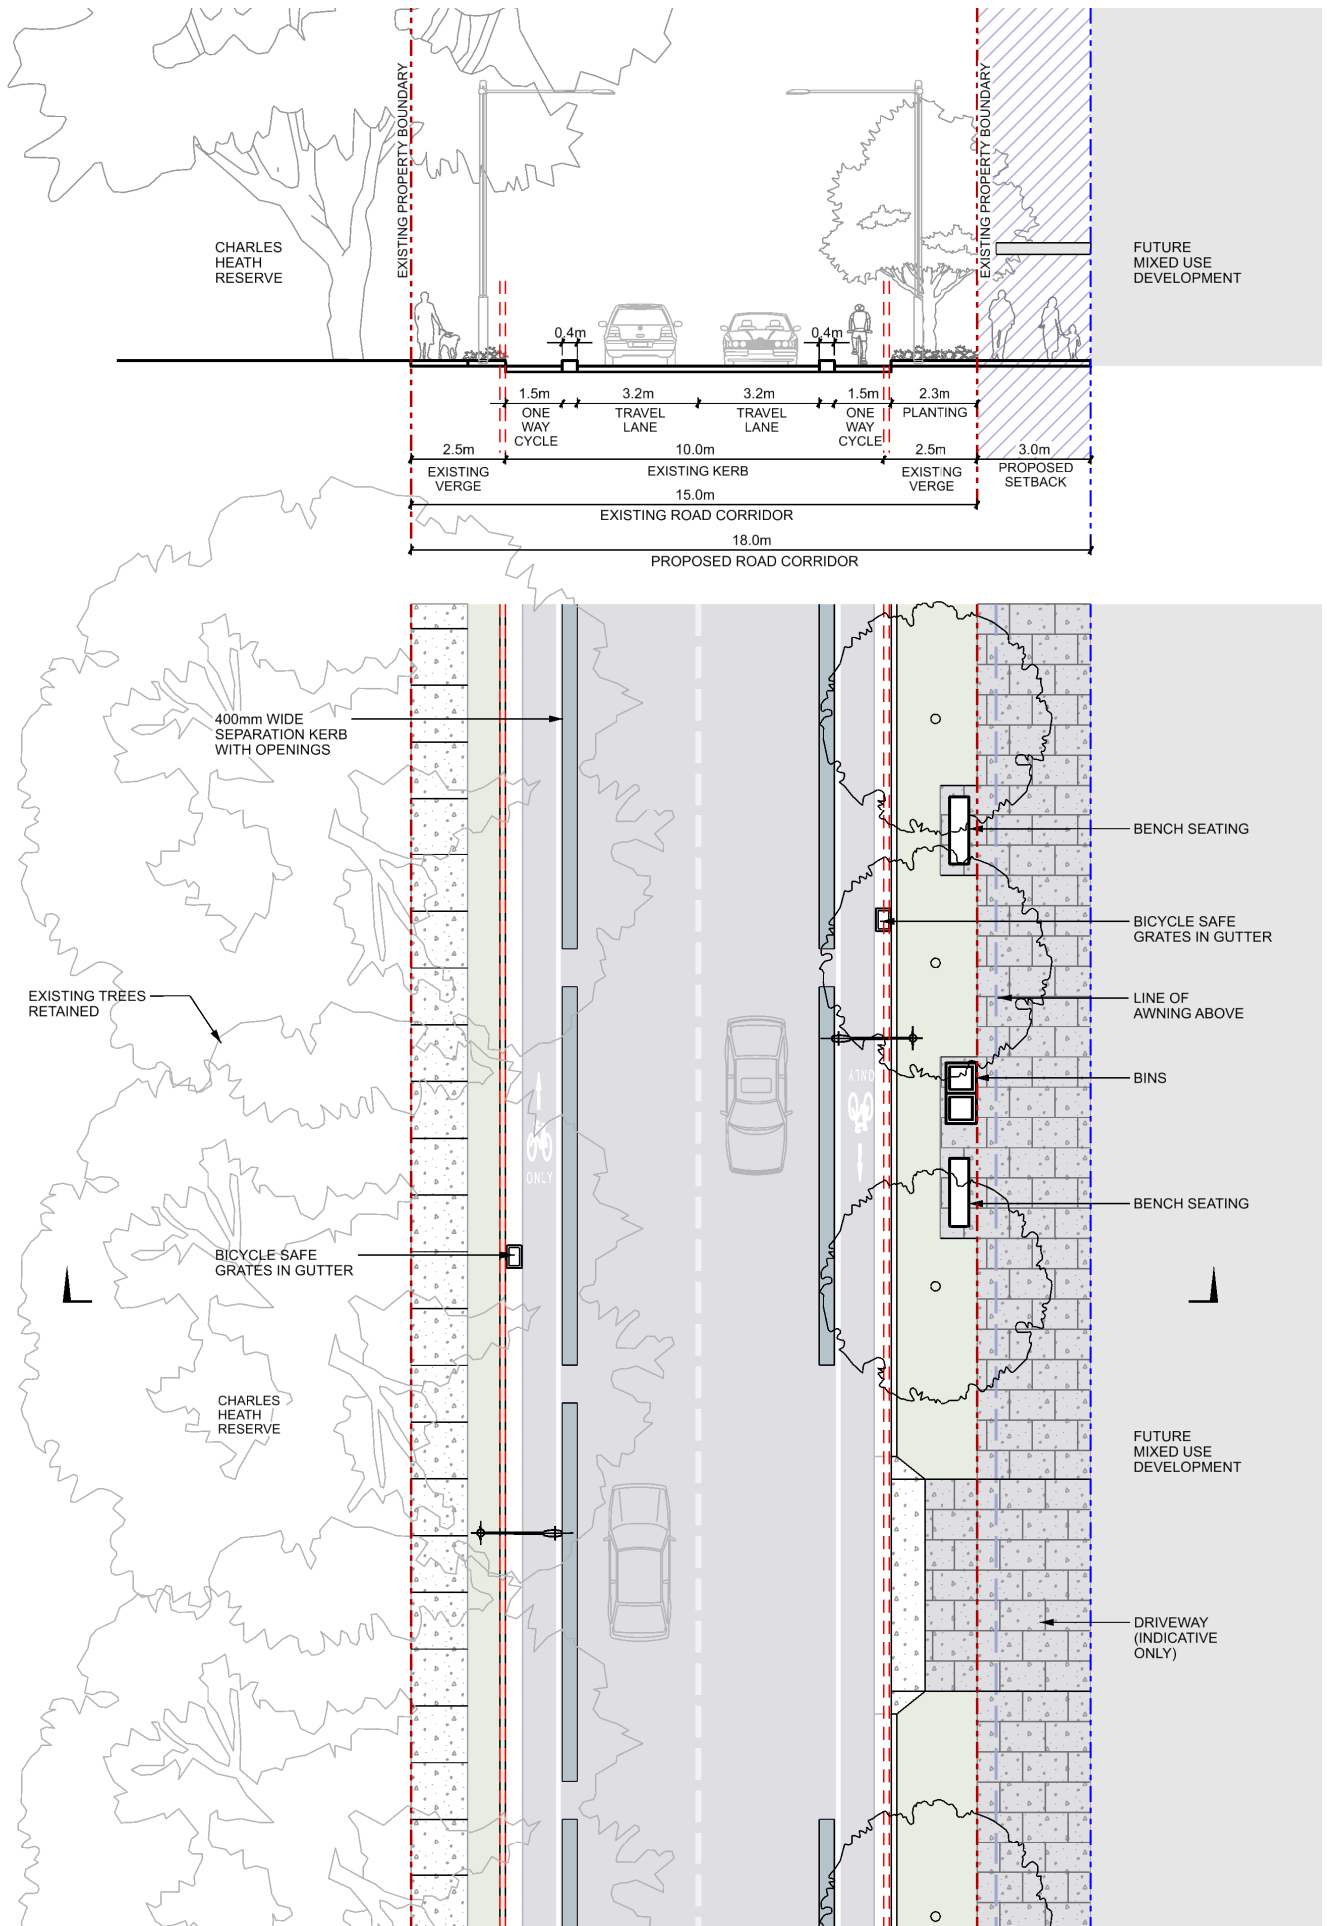 EXISTING PROPERTY BOUNDARY
EXISTING PROPERTY BOUNDARY
CHARLES
HEATH
RESERVE
FUTURE
MIXED USE
DEVELOPMENT
0.4m
0.4m
1.5m
ONE
WAY
CYCLE
3.2m
TRAVEL
LANE
3.2m
TRAVEL
LANE
1.5m
ONE
WAY
CYCLE
2.3m
PLANTING
2.5m
EXISTING
VERGE
10.0m
EXISTING KERB
2.5m
EXISTING
VERGE
3.0m
PROPOSED
SETBACK
15.0m
EXISTING ROAD CORRIDOR
18.0m
PROPOSED ROAD CORRIDOR
400mm WIDE
SEPARATION KERB
WITH OPENINGS
BENCH SEATING
BICYCLE SAFE
GRATES IN GUTTER
EXISTING TREES
RETAINED
LINE OF
AWNING ABOVE
BINS
ONLY
ONLY
BENCH SEATING
BICYCLE SAFE
GRATES IN GUTTER
CHARLES
HEATH
RESERVE
FUTURE
MIXED USE
DEVELOPMENT
DRIVEWAY
(INDICATIVE
ONLY)